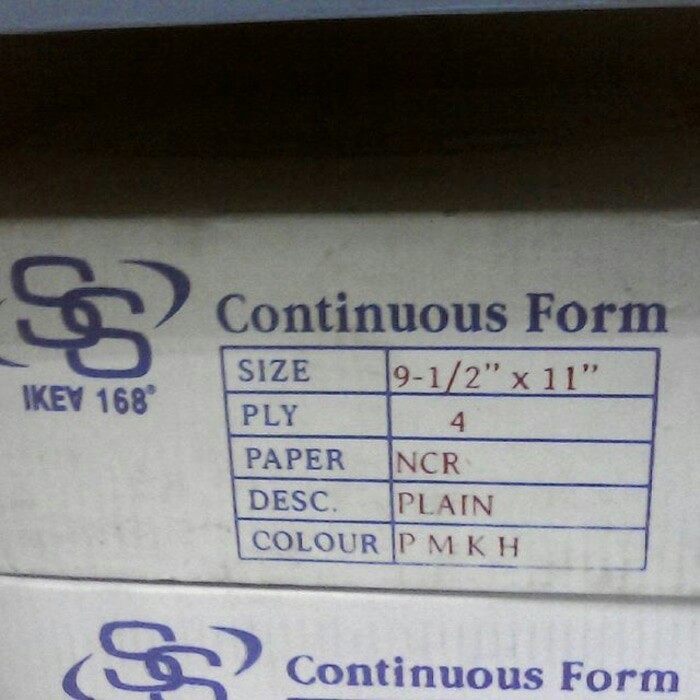 SS
Continuous Form
IKEA 168°
SIZE 9-1/2” x 11”
PLY 4
PAPER NCR
DESC. PLAIN
COLOUR P M K H
SS
Continuous Form